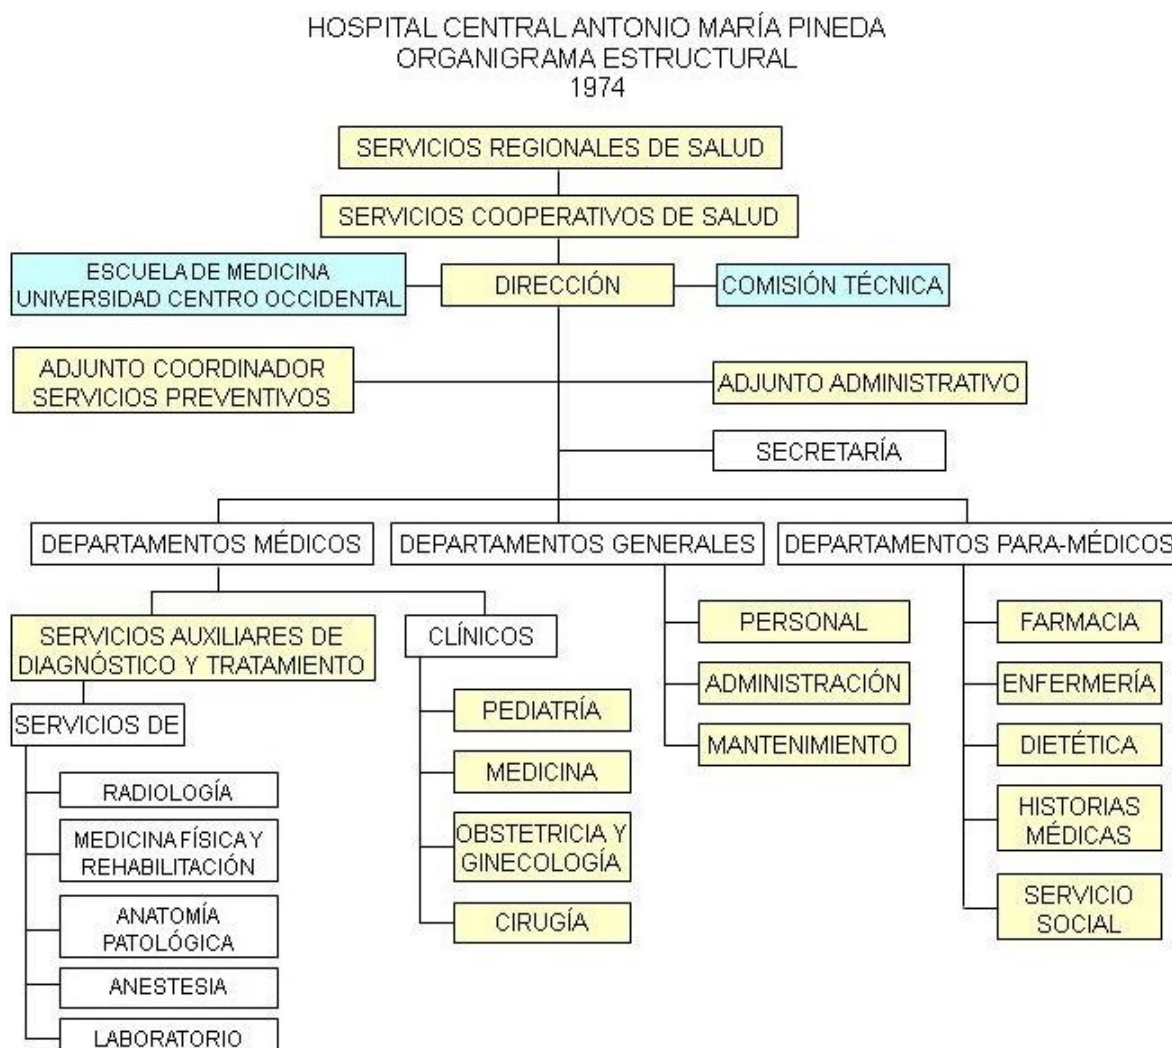 HOSPITAL CENTRAL ANTONIO MARÍA PINEDA
ORGANIGRAMA ESTRUCTURAL
1974
SERVICIOS REGIONALES DE SALUD
SERVICIOS COOPERATIVOS DE SALUD
ESCUELA DE MEDICINA
UNIVERSIDAD CENTRO OCCIDENTAL
DIRECCIÓN
COMISIÓN TÉCNICA
ADJUNTO COORDINADOR
SERVICIOS PREVENTIVOS
ADJUNTO ADMINISTRATIVO
SECRETARÍA
DEPARTAMENTOS MÉDICOS
DEPARTAMENTOS GENERALES
DEPARTAMENTOS PARA-MÉDICOS
SERVICIOS AUXILIARES DE
DIAGNÓSTICO Y TRATAMIENTO
SERVICIOS DE
RADIOLOGÍA
MEDICINA FÍSICA Y
REHABILITACIÓN
ANATOMÍA
PATOLÓGICA
ANESTESIA
LABORATORIO
CLÍNICOS
PEDIATRÍA
MEDICINA
OBSTETRICIA Y
GINECOLOGÍA
CIRUGÍA
PERSONAL
ADMINISTRACIÓN
MANTENIMIENTO
FARMACIA
ENFERMERÍA
DIETÉTICA
HISTORIAS
MÉDICAS
SERVICIO
SOCIAL